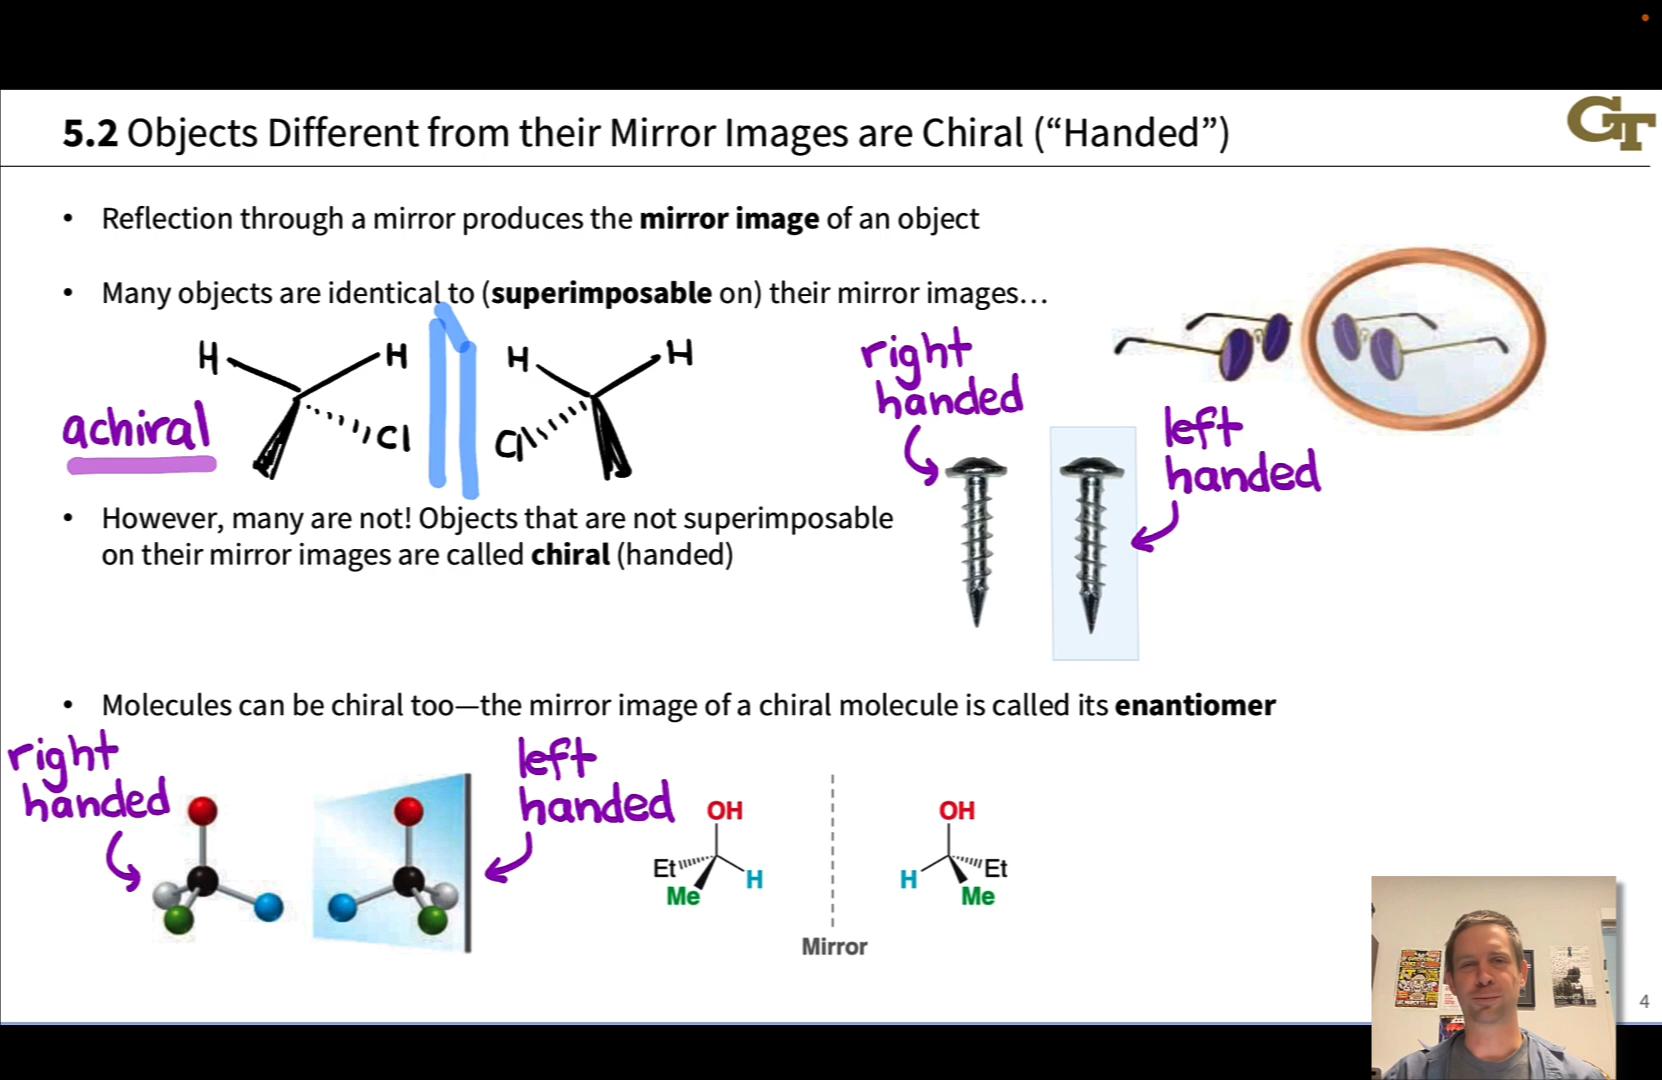 5.2 Objects Different from their Mirror Images are Chiral (“Handed”)
GT
• Reflection through a mirror produces the mirror image of an object
• Many objects are identical to (superimposable on) their mirror images…
H H H H
Cl Cl
achiral
right
handed
left
handed
• However, many are not! Objects that are not superimposable
on their mirror images are called chiral (handed)
• Molecules can be chiral too—the mirror image of a chiral molecule is called its enantiomer
right
handed
left
handed
OH OH
Et H H Et
Me Me
Mirror
4